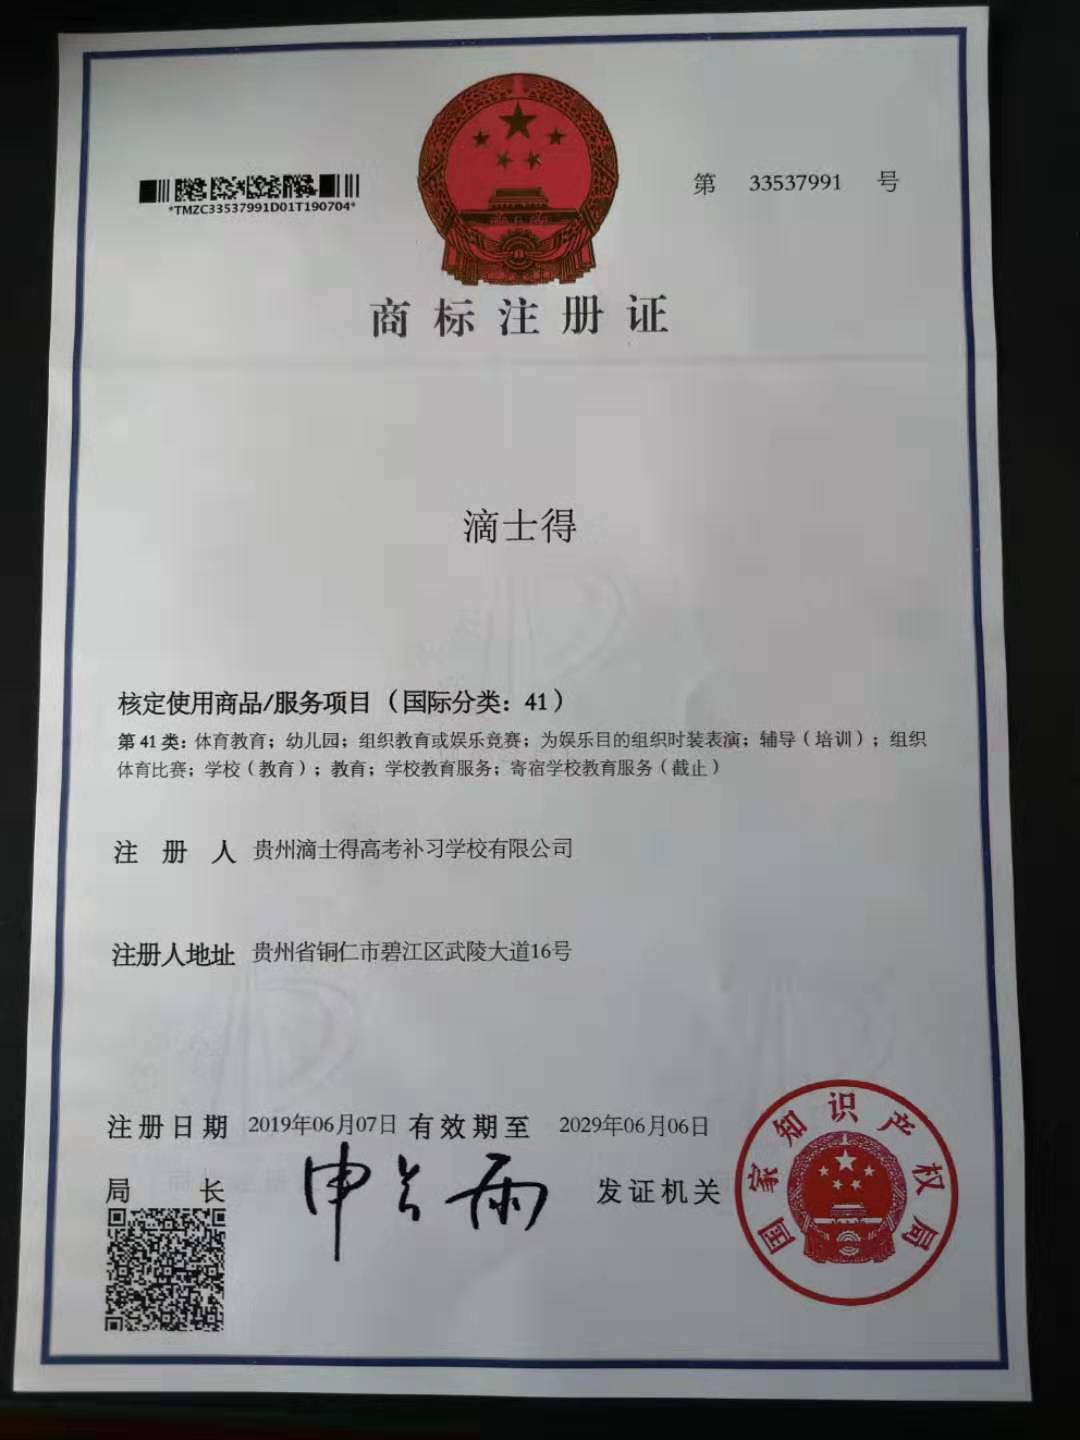 *TMZC33537991D01T190704*
第 33537991 号
商标注册证
滴士得
核定使用商品/服务项目（国际分类：41）
第 41 类：体育教育；幼儿园；组织教育或娱乐竞赛；为娱乐目的组织时装表演；辅导（培训）；组织
体育比赛；学校（教育）；教育；学校教育服务；寄宿学校教育服务（截止）
注 册 人 贵州滴士得高考补习学校有限公司
注册人地址 贵州省铜仁市碧江区武陵大道16号
注册日期 2019年06月07日 有效期至 2029年06月06日
局 长 申长雨 发证机关
国家知识产权局